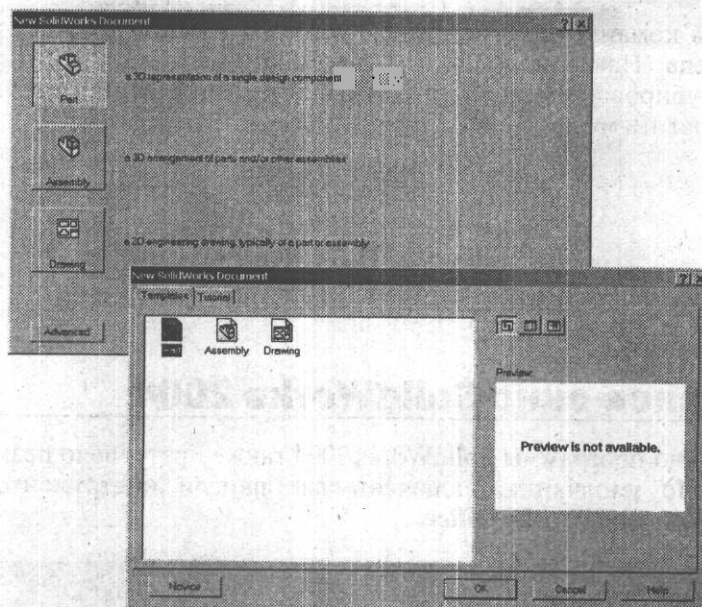 New SolidWorks Document
Part
a 3D representation of a single design component
Assembly
a 3D arrangement of parts and/or other assemblies
Drawing
a 2D engineering drawing, typically of a part or assembly
Advanced
New SolidWorks Document
Templates Tutorial
Part Assembly Drawing
Preview
Preview is not available.
Novice OK Cancel Help